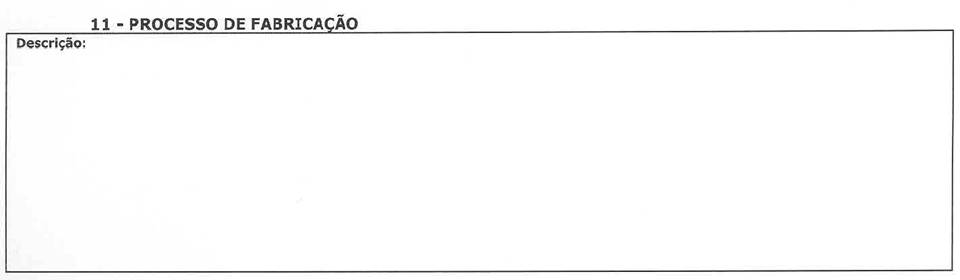 11 - PROCESSO DE FABRICAÇÃO
Descrição: